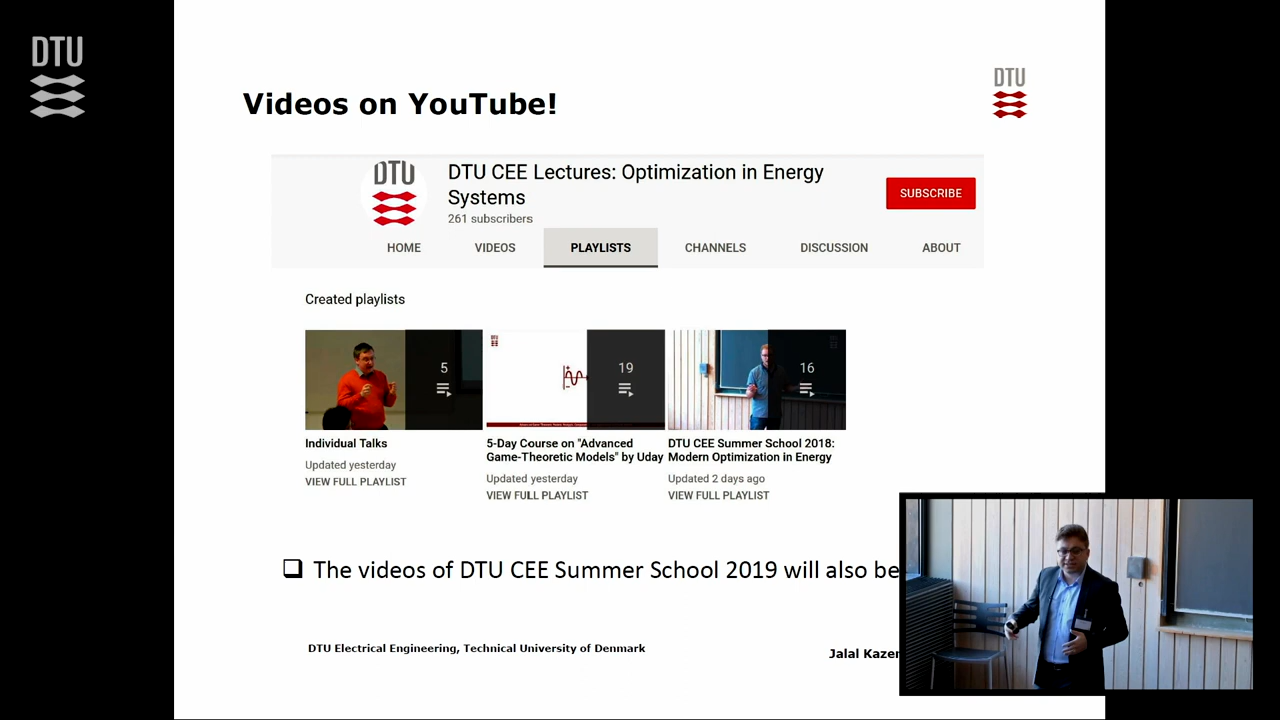 DTU
DTU
Videos on YouTube!
DTU
DTU CEE Lectures: Optimization in Energy
Systems
261 subscribers
SUBSCRIBE
HOME VIDEOS PLAYLISTS CHANNELS DISCUSSION ABOUT
Created playlists
5 19 16
Individual Talks
Updated yesterday
VIEW FULL PLAYLIST
5-Day Course on "Advanced
Game-Theoretic Models" by Uday
Updated yesterday
VIEW FULL PLAYLIST
DTU CEE Summer School 2018:
Modern Optimization in Energy
Updated 2 days ago
VIEW FULL PLAYLIST
The videos of DTU CEE Summer School 2019 will also be
DTU Electrical Engineering, Technical University of Denmark
Jalal Kazer